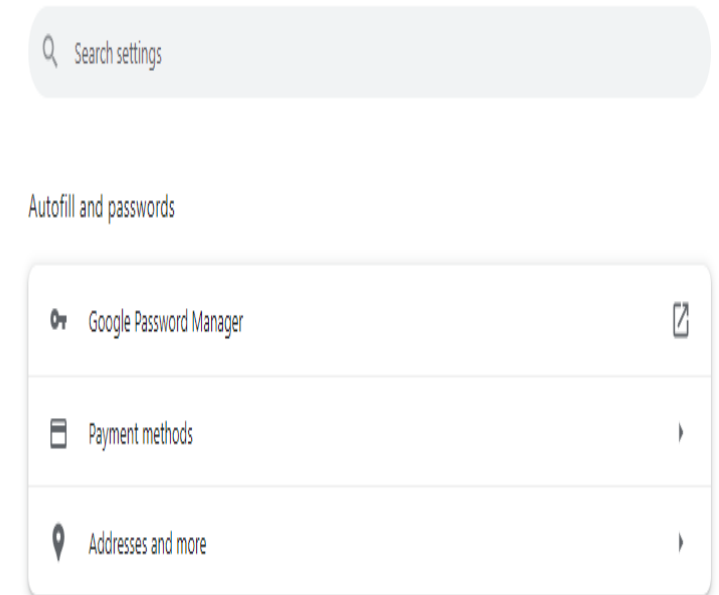 Search settings
Autofill and passwords
Google Password Manager
Payment methods
Addresses and more